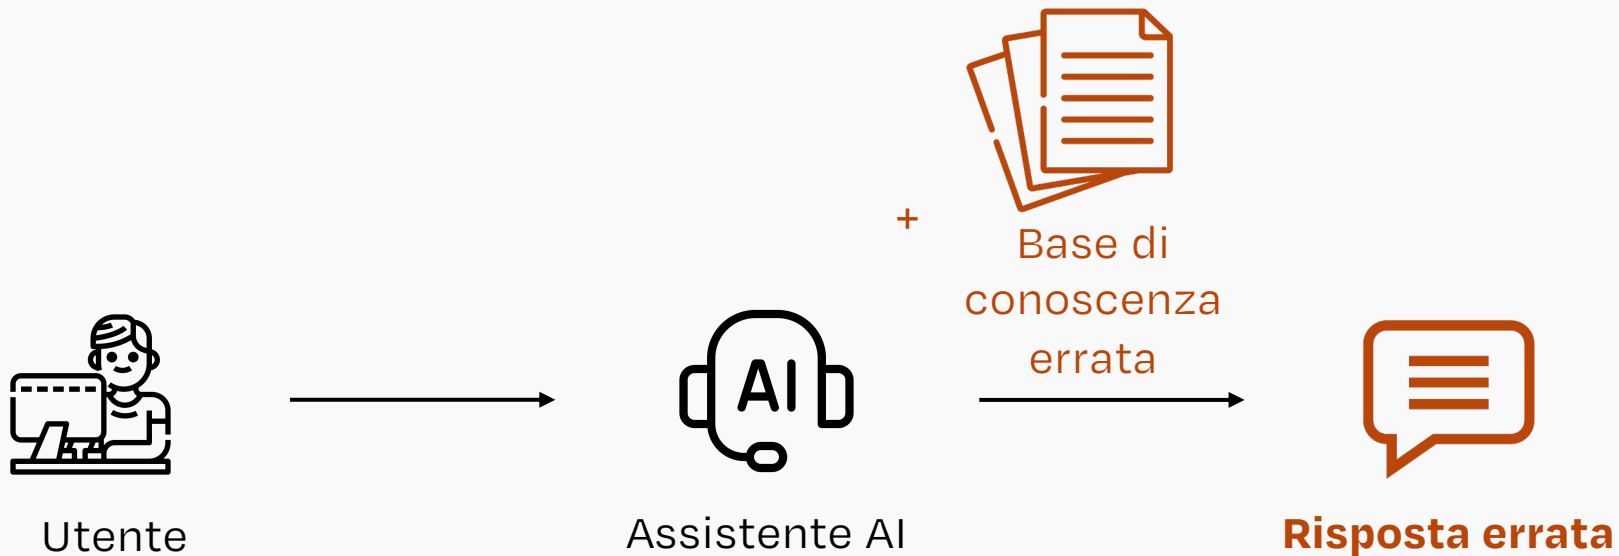 +
Base di
conoscenza
errata
AI
Utente
Assistente AI
Risposta errata